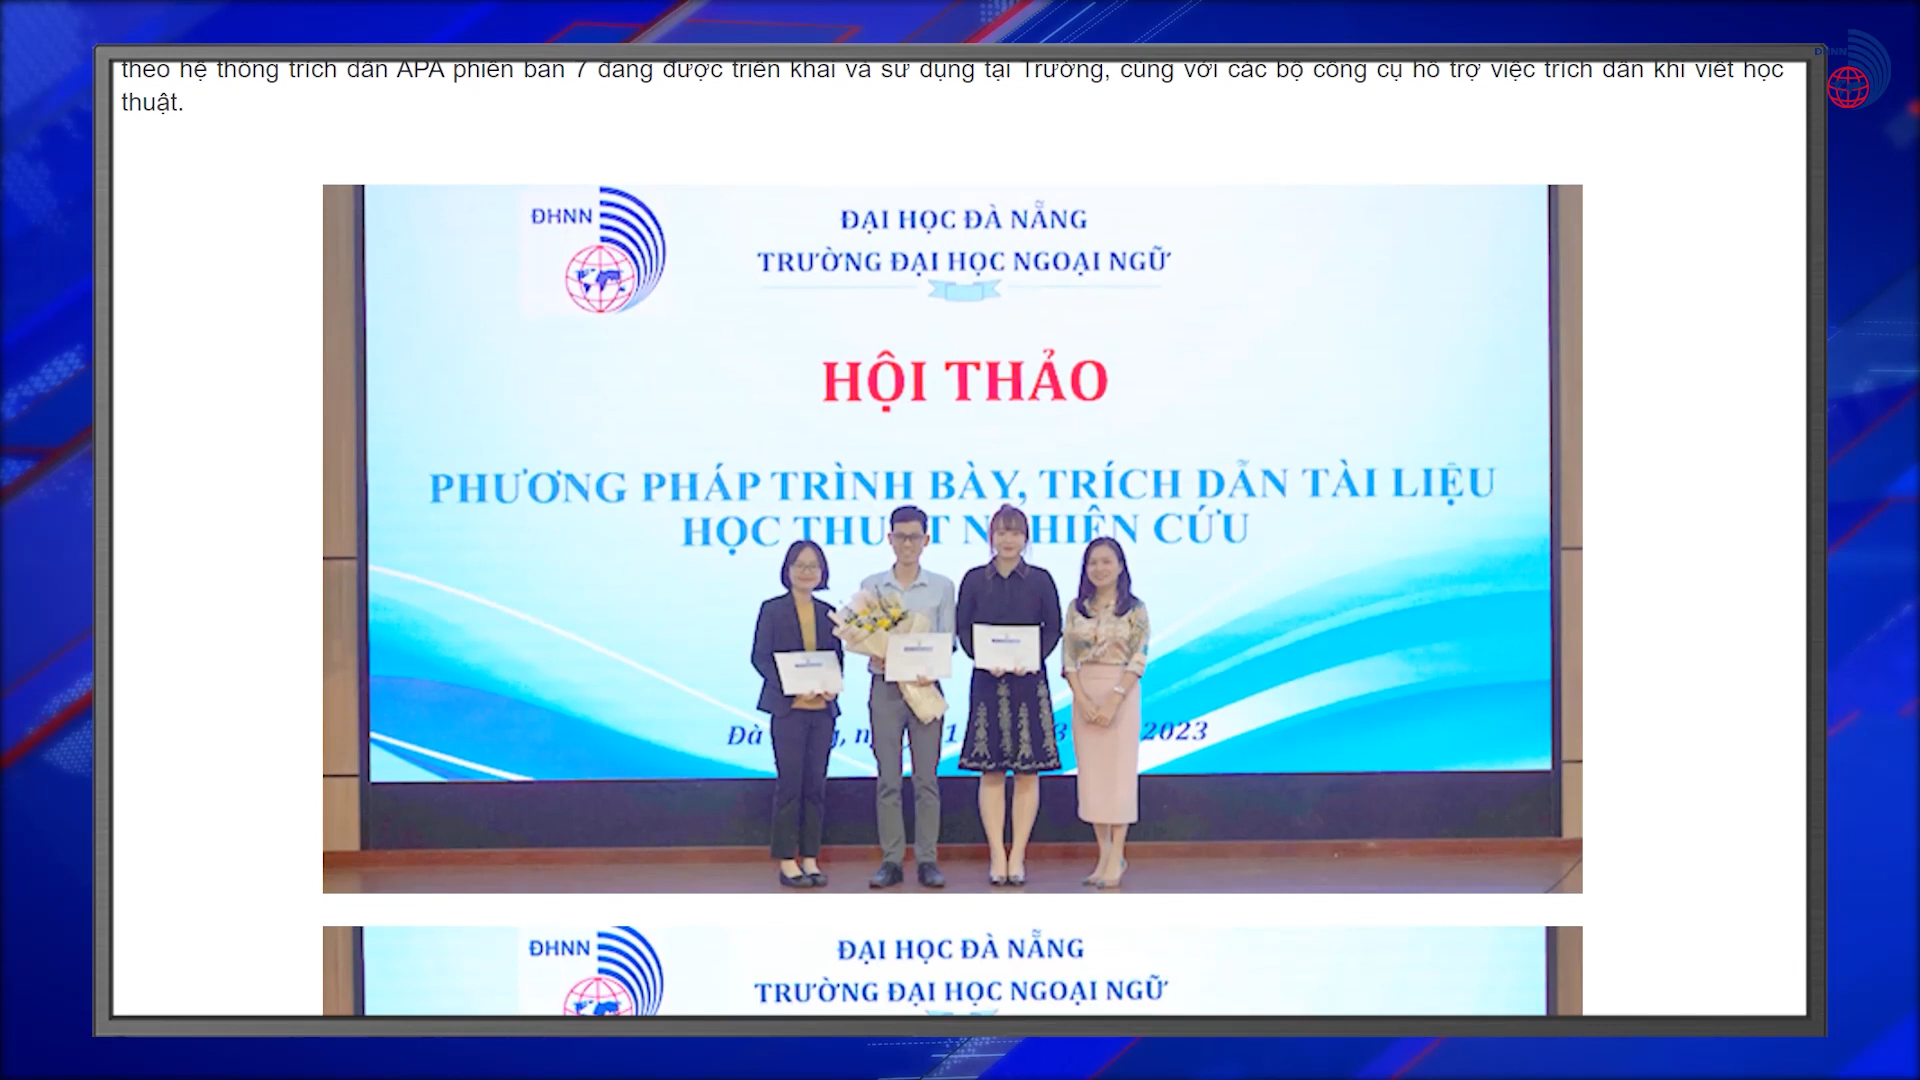 theo hệ thống trích dẫn APA phiên bản 7 đang được triển khai và sử dụng tại Trường, cùng với các bộ công cụ hỗ trợ việc trích dẫn khi viết học
thuật.
ĐHNN
ĐẠI HỌC ĐÀ NẴNG
TRƯỜNG ĐẠI HỌC NGOẠI NGỮ
HỘI THẢO
PHƯƠNG PHÁP TRÌNH BÀY, TRÍCH DẪN TÀI LIỆU
HỌC THUẬT NGHIÊN CỨU
Đà 2023
ĐHNN
ĐẠI HỌC ĐÀ NẴNG
TRƯỜNG ĐẠI HỌC NGOẠI NGỮ
ĐHNN